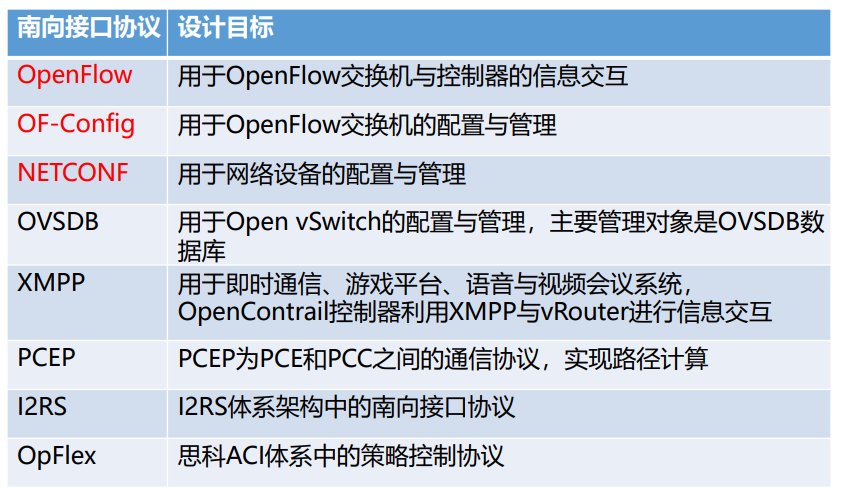 南向接口协议 设计目标
OpenFlow 用于OpenFlow交换机与控制器的信息交互
OF-Config 用于OpenFlow交换机的配置与管理
NETCONF 用于网络设备的配置与管理
OVSDB 用于Open vSwitch的配置与管理，主要管理对象是OVSDB数
据库
XMPP 用于即时通信、游戏平台、语音与视频会议系统，
OpenContrail控制器利用XMPP与vRouter进行信息交互
PCEP PCEP为PCE和PCC之间的通信协议，实现路径计算
I2RS I2RS体系架构中的南向接口协议
OpFlex 思科ACI体系中的策略控制协议